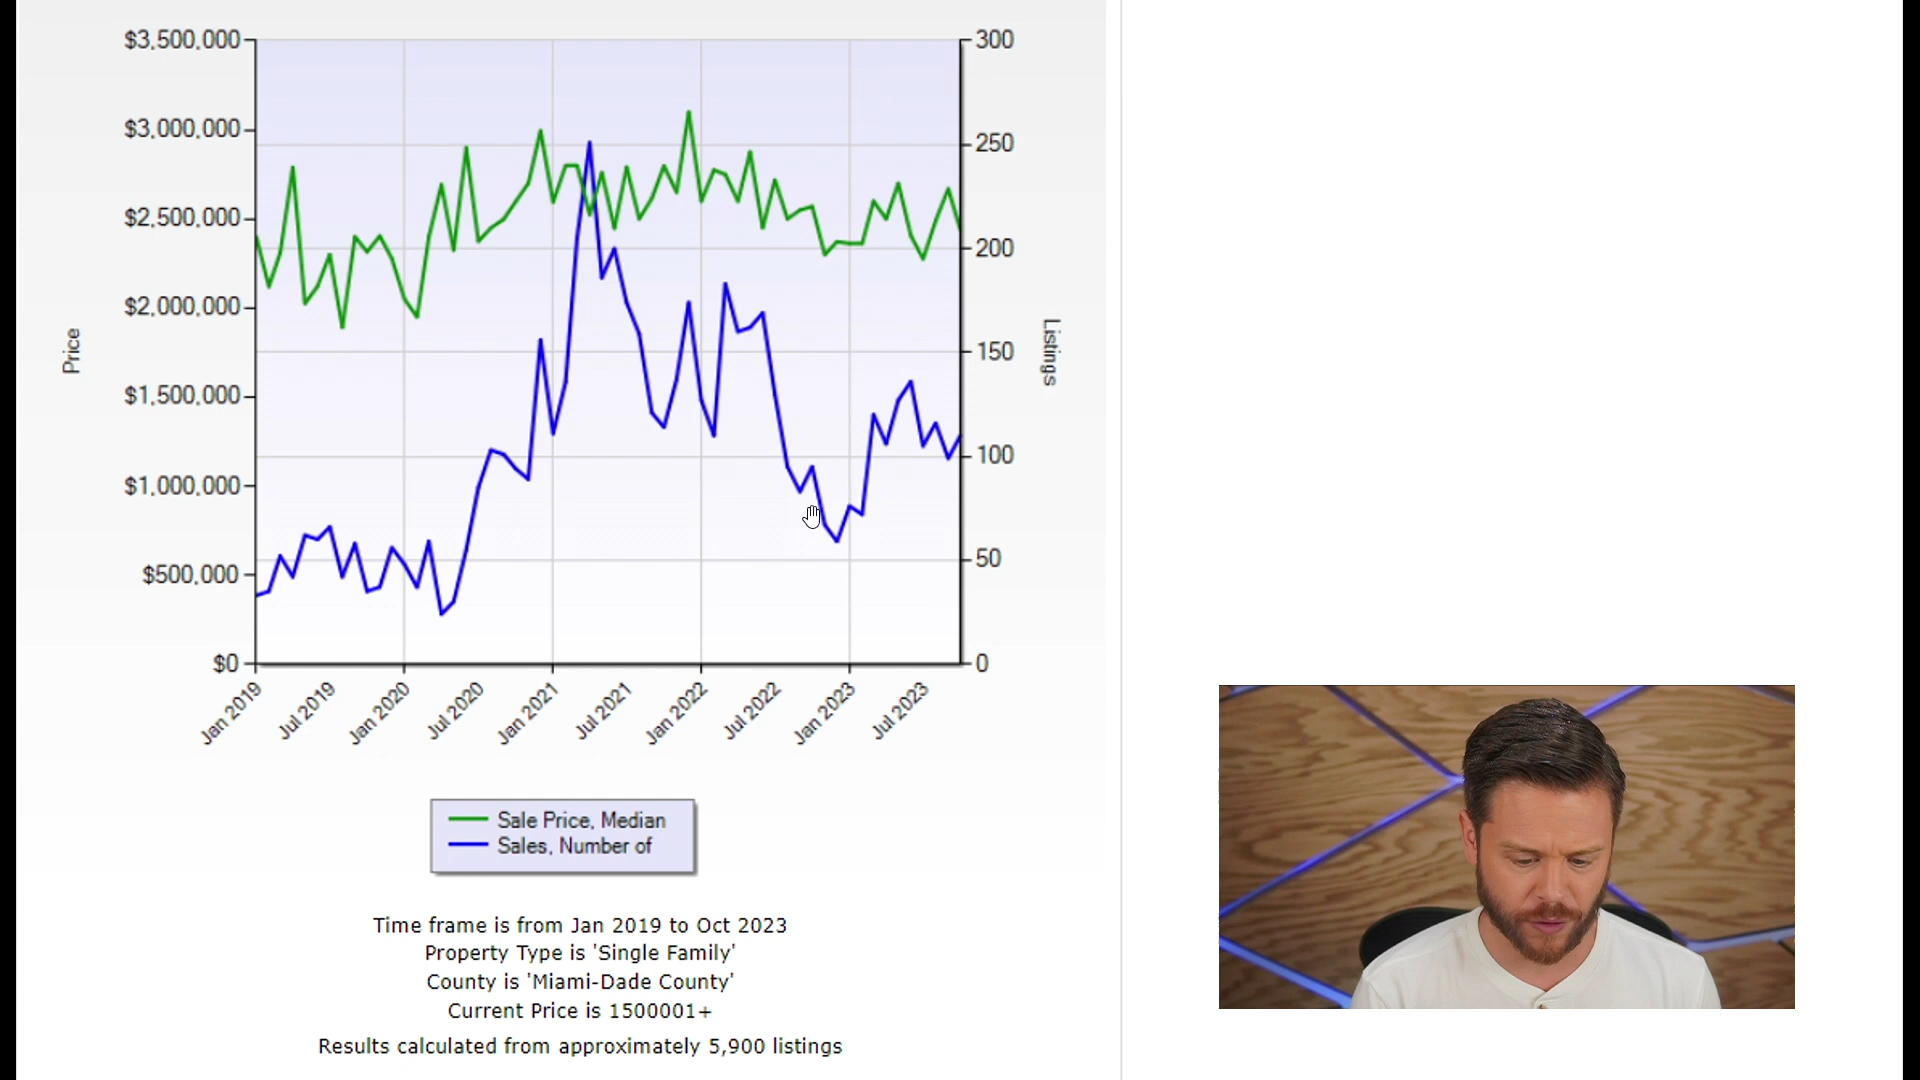 $3,500,000
$3,000,000
$2,500,000
$2,000,000
$1,500,000
$1,000,000
$500,000
$0
Price
300
250
200
150
100
50
0
Listings
Jan 2019
Jul 2019
Jan 2020
Jul 2020
Jan 2021
Jul 2021
Jan 2022
Jul 2022
Jan 2023
Jul 2023
Sale Price, Median
Sales, Number of
Time frame is from Jan 2019 to Oct 2023
Property Type is 'Single Family'
County is 'Miami-Dade County'
Current Price is 1500001+
Results calculated from approximately 5,900 listings